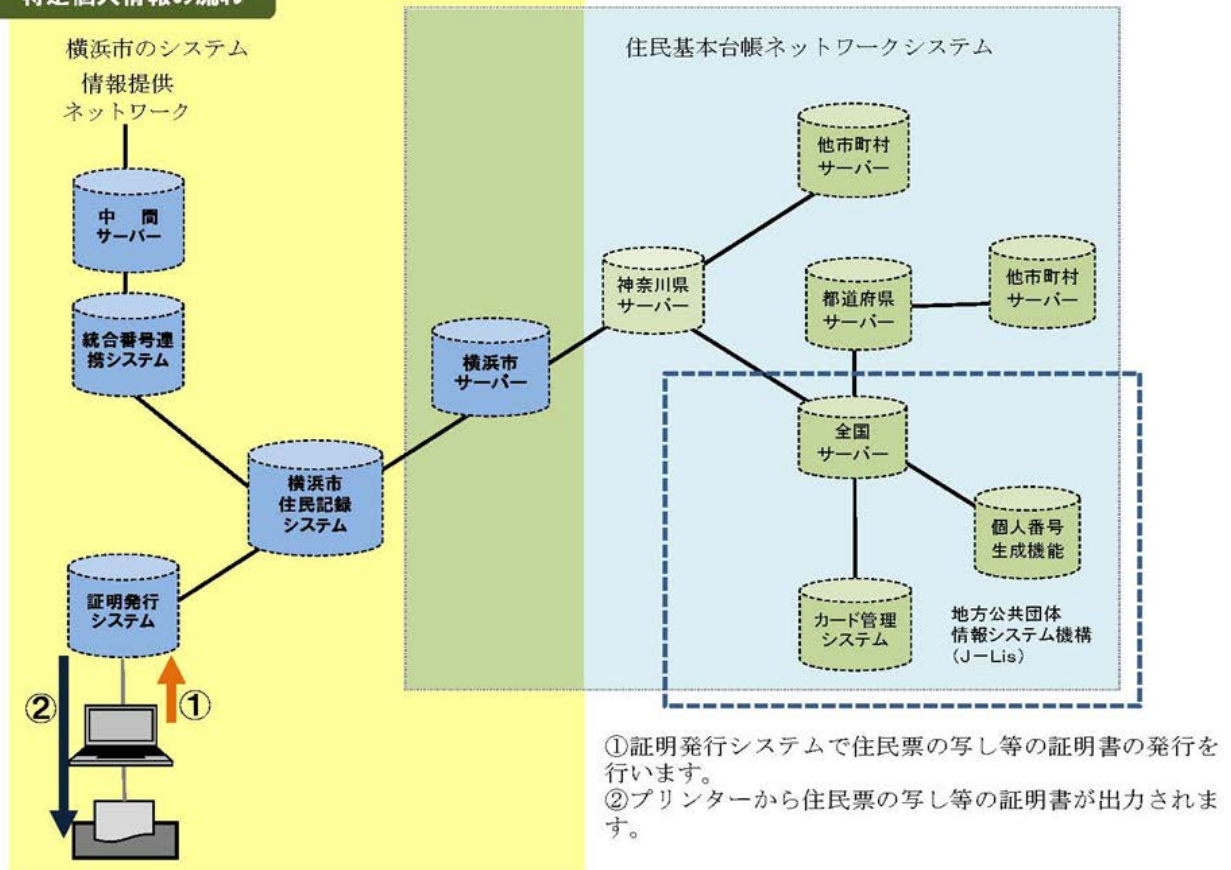 特定個人情報の流れ
横浜市のシステム
情報提供
ネットワーク
中 間
サーバー
統合番号連
携システム
横浜市
住民記録
システム
証明発行
システム
①
②
住民基本台帳ネットワークシステム
他市町村
サーバー
神奈川県
サーバー
都道府県
サーバー
他市町村
サーバー
横浜市
サーバー
全国
サーバー
個人番号
生成機能
カード管理
システム
地方公共団体
情報システム機構
（J－Lis）
①証明発行システムで住民票の写し等の証明書の発行を
行います。
②プリンターから住民票の写し等の証明書が出力されま
す。